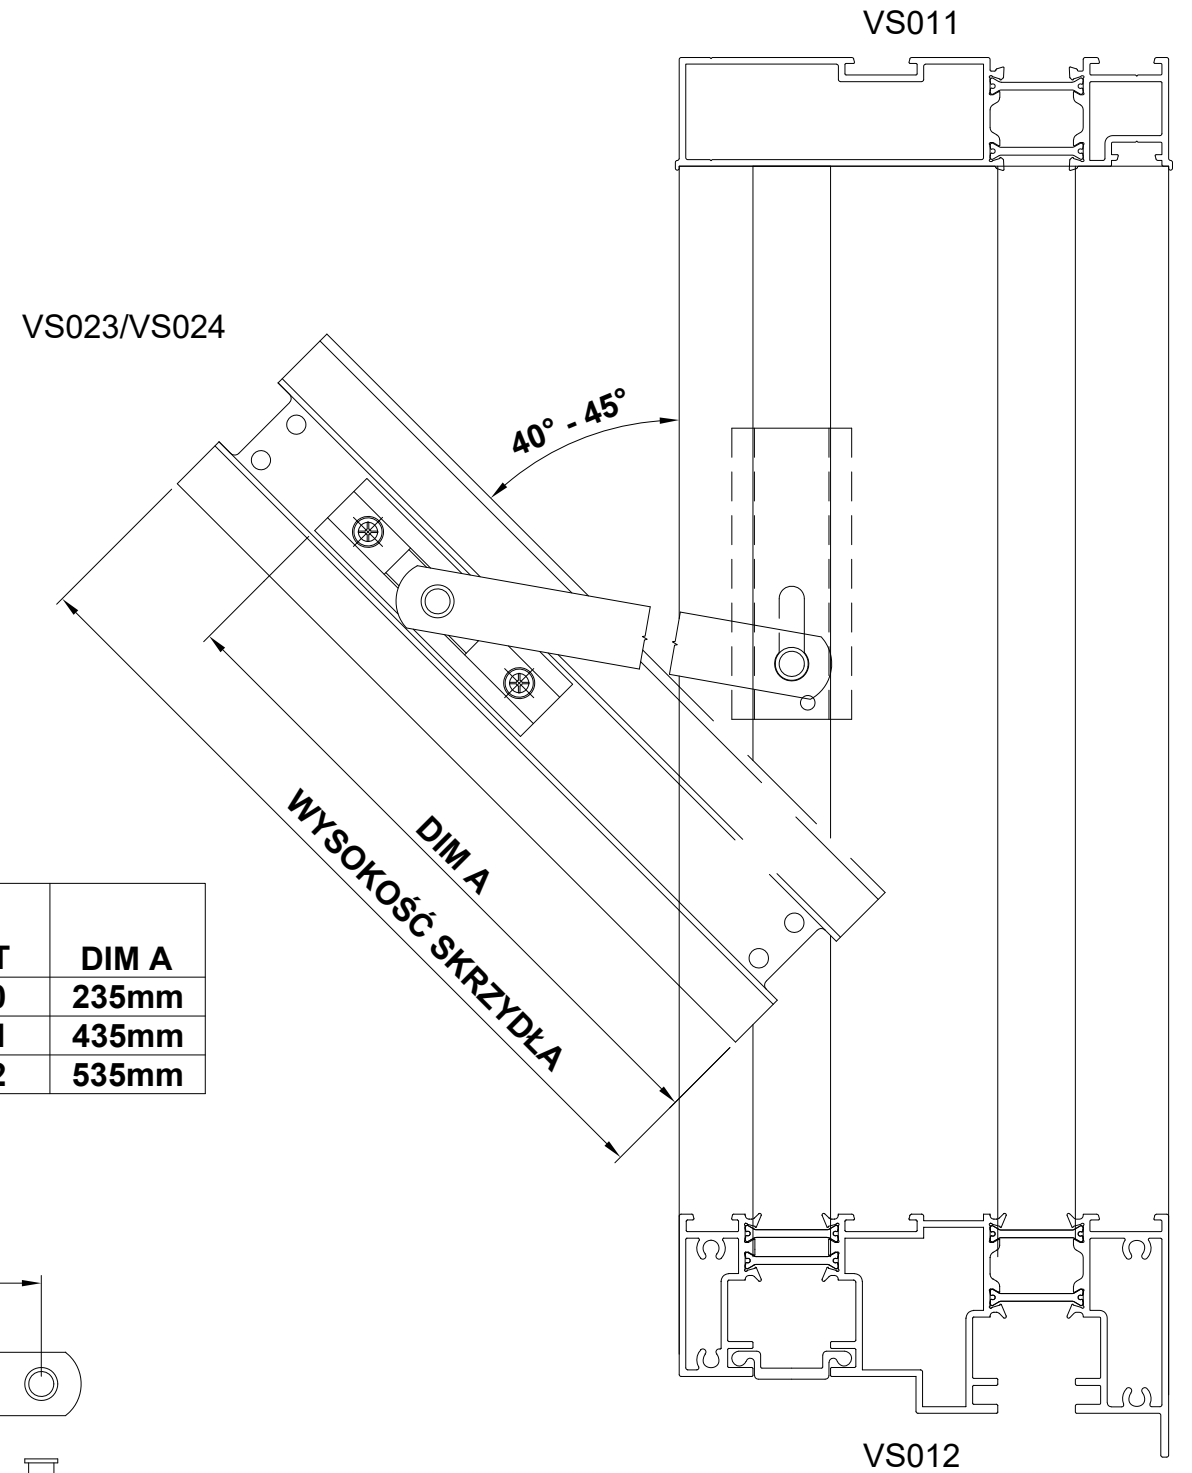 VS011
VS023/VS024
40° - 45°
DIM A
WYSOKOŚĆ SKRZYDŁA
DIM A
235mm
435mm
535mm
VS012